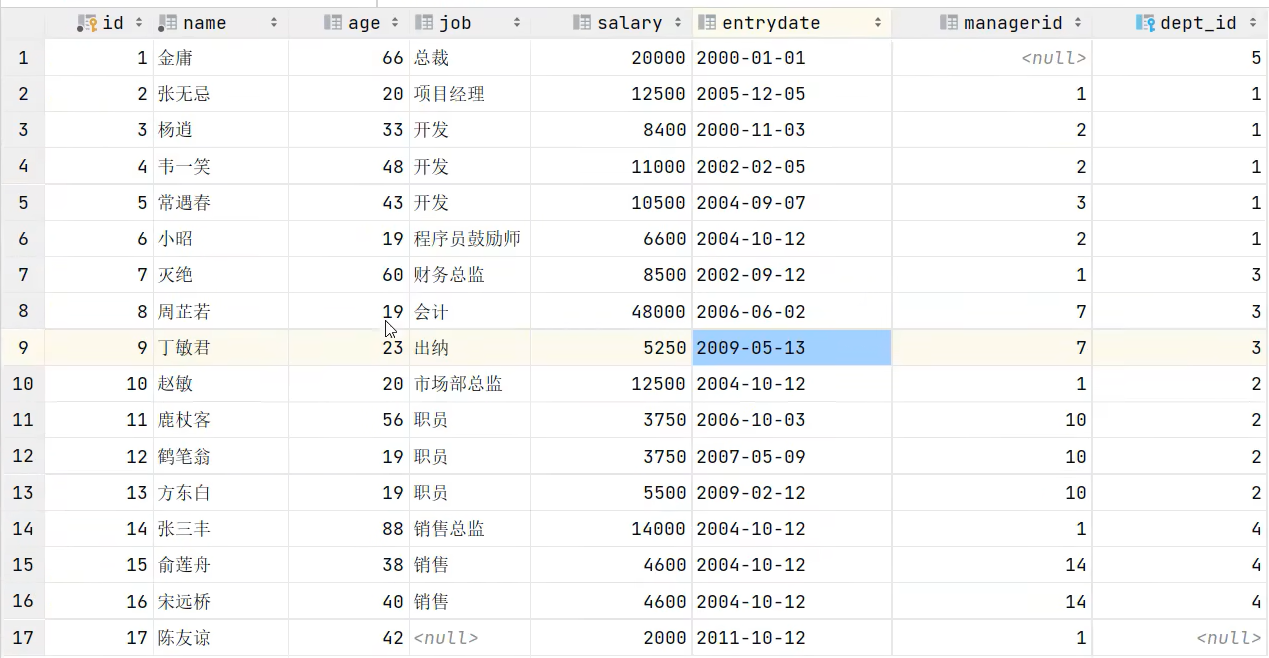 id name age job salary entrydate managerid dept_id
1 1 金庸 66 总裁 20000 2000-01-01 <null> 5
2 2 张无忌 20 项目经理 12500 2005-12-05 1 1
3 3 杨逍 33 开发 8400 2000-11-03 2 1
4 4 韦一笑 48 开发 11000 2002-02-05 2 1
5 5 常遇春 43 开发 10500 2004-09-07 3 1
6 6 小昭 19 程序员鼓励师 6600 2004-10-12 2 1
7 7 灭绝 60 财务总监 8500 2002-09-12 1 3
8 8 周芷若 19 会计 48000 2006-06-02 7 3
9 9 丁敏君 23 出纳 5250 2009-05-13 7 3
10 10 赵敏 20 市场部总监 12500 2004-10-12 1 2
11 11 鹿杖客 56 职员 3750 2006-10-03 10 2
12 12 鹤笔翁 19 职员 3750 2007-05-09 10 2
13 13 方东白 19 职员 5500 2009-02-12 10 2
14 14 张三丰 88 销售总监 14000 2004-10-12 1 4
15 15 俞莲舟 38 销售 4600 2004-10-12 14 4
16 16 宋远桥 40 销售 4600 2004-10-12 14 4
17 17 陈友谅 42 <null> 2000 2011-10-12 1 <null>